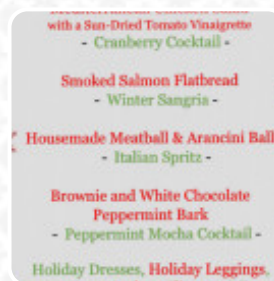 with a Sun-Dried Tomato Vinaigrette
- Cranberry Cocktail -
Smoked Salmon Flatbread
- Winter Sangria -
Housemade Meatball & Arancini Ball
- Italian Spritz -
Brownie and White Chocolate
Peppermint Bark
- Peppermint Mocha Cocktail -
Holiday Dresses, Holiday Leggings,